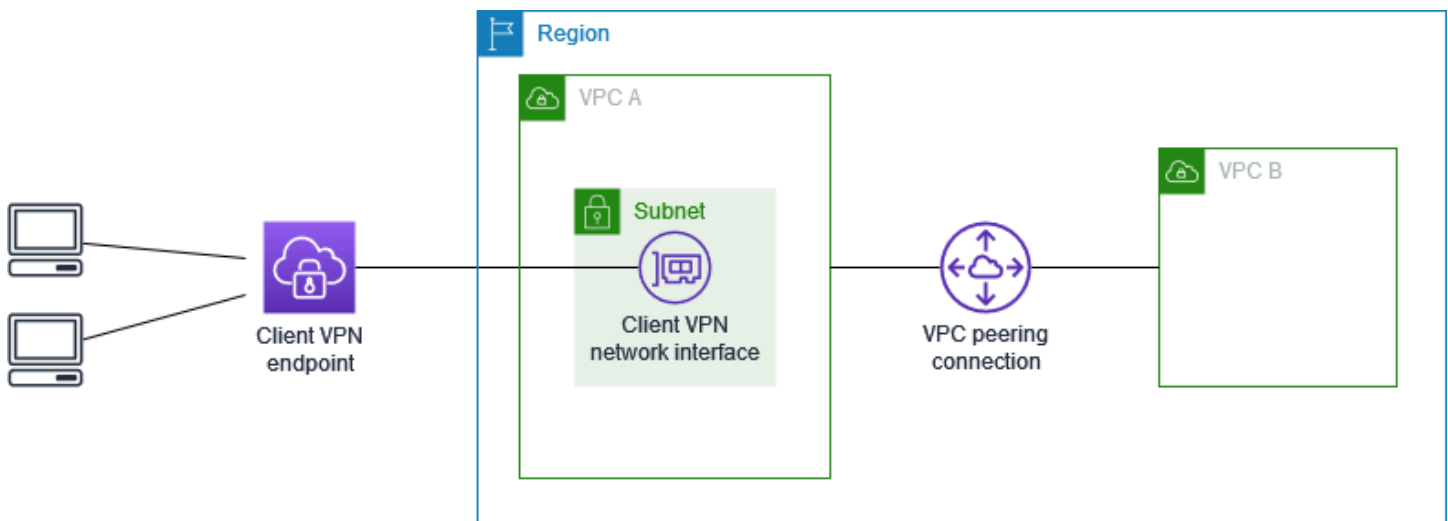 Region
VPC A
VPC B
Subnet
Client VPN
network interface
Client VPN
endpoint
VPC peering
connection